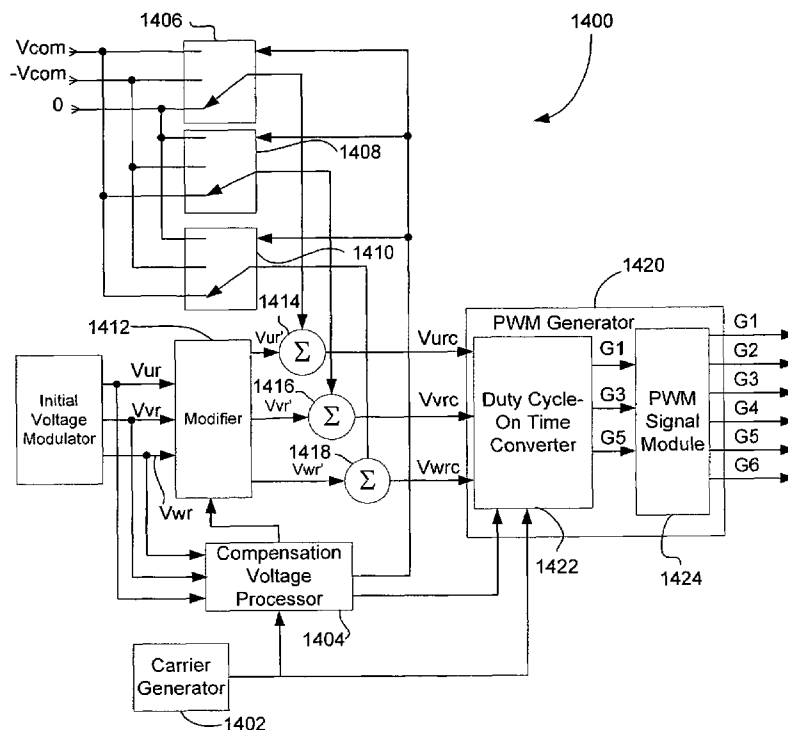 1406
1400
Vcom
-Vcom
0
1408
1410
1420
1414
1412
PWM Generator
G1
Vur'
Σ
Vurc
Vur
G1
G2
1416
G3
Initial
Voltage
Modulator
Vvr
Modifier
Vvr'
Σ
Vvrc
Duty Cycle-
On Time
Converter
G3
PWM
Signal
Module
G4
1418
G5
G5
Vwr'
Σ
Vwrc
G6
Vwr
Compensation
Voltage
Processor
1422
1424
1404
Carrier
Generator
1402